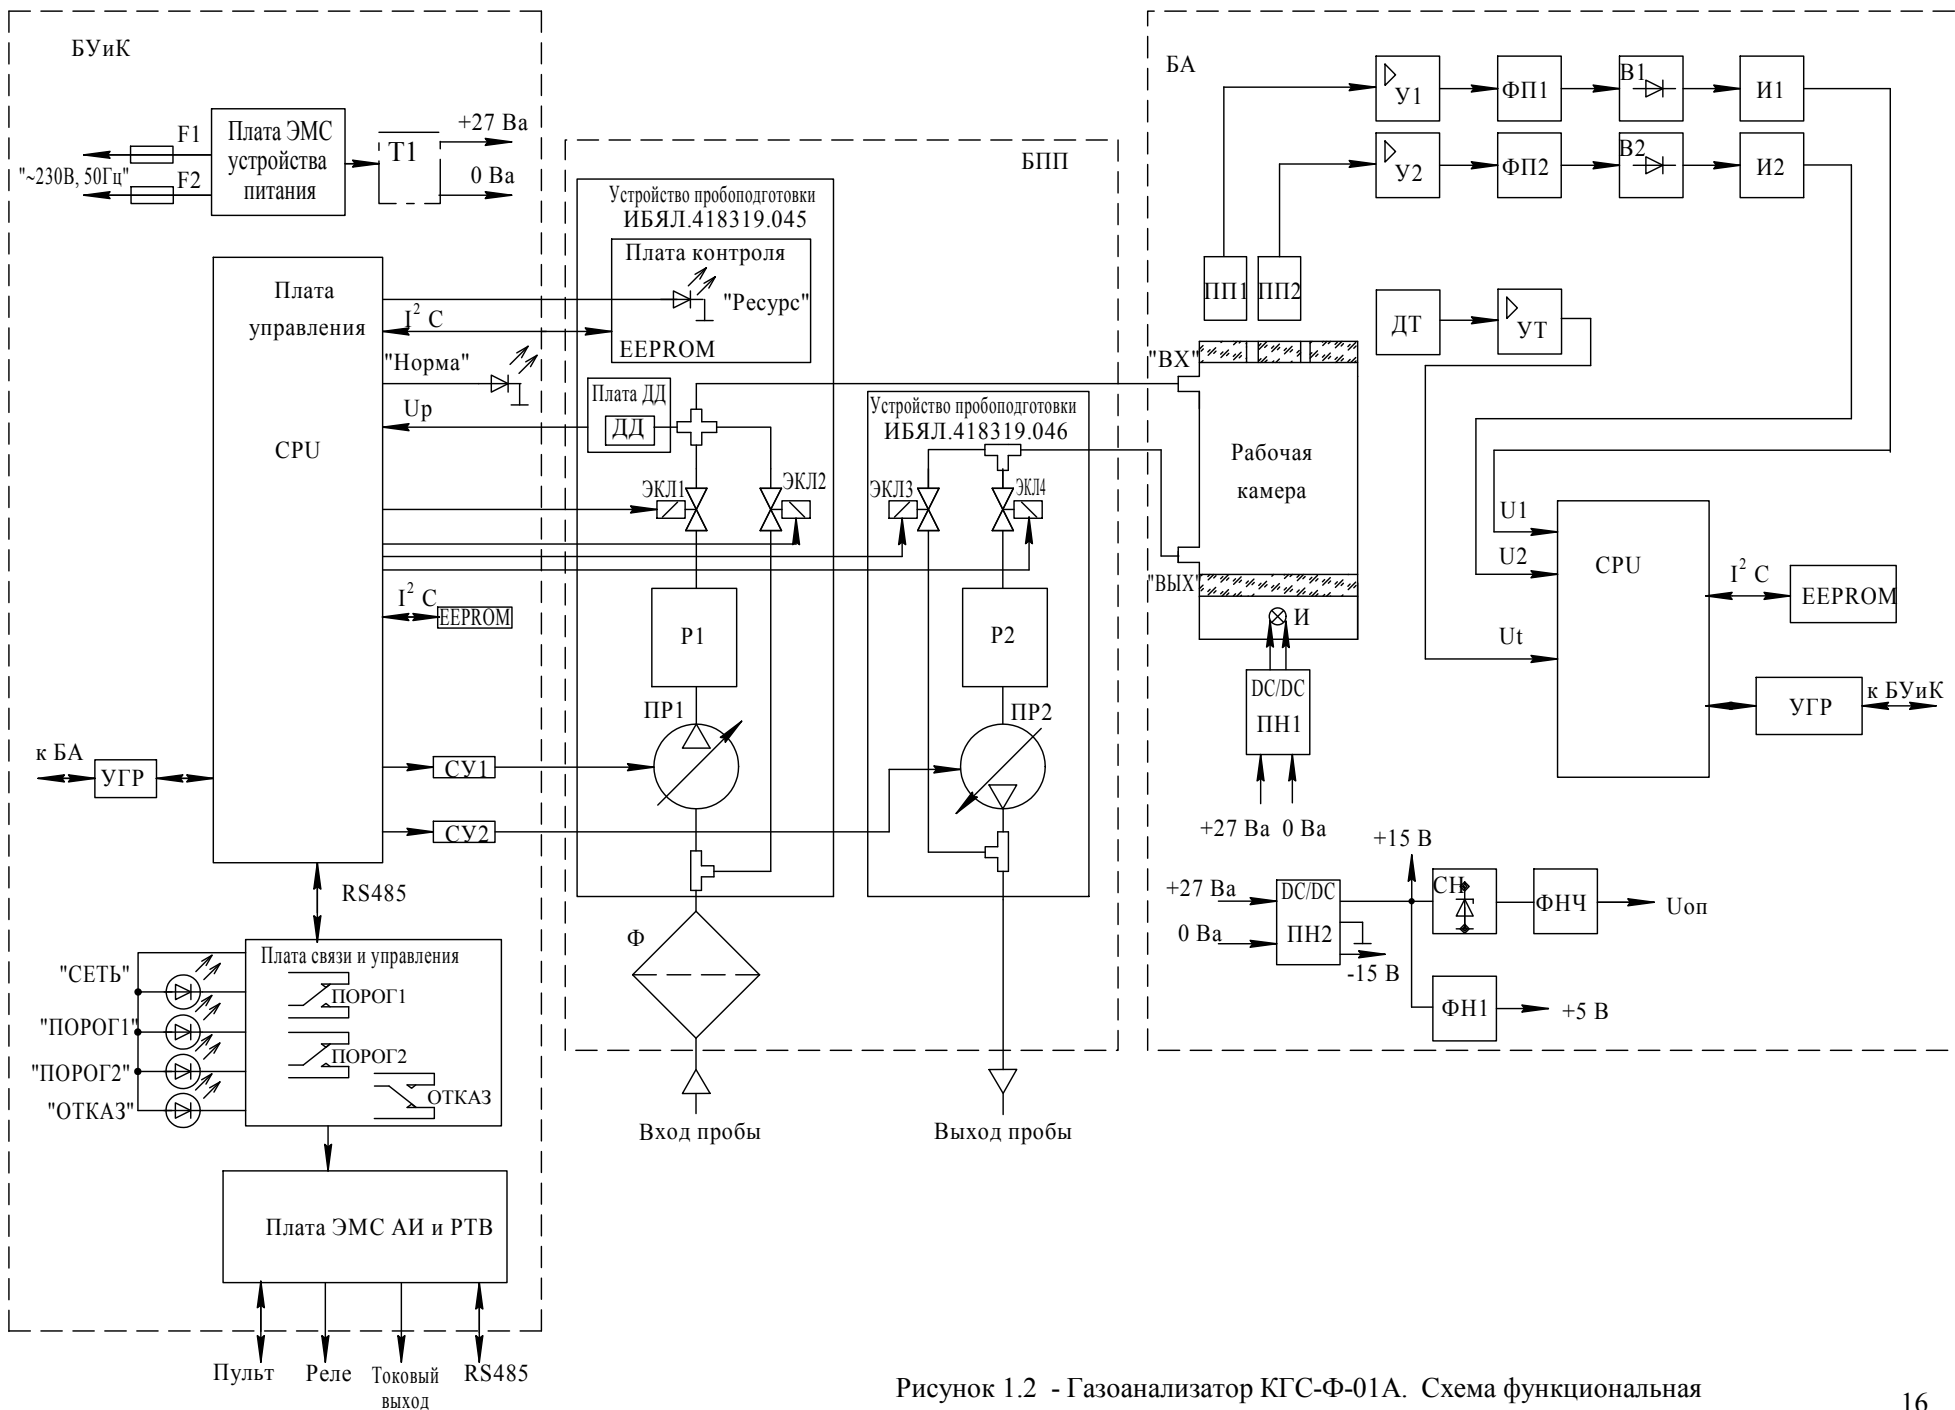 БУиК
F1
F2
"~230В, 50Гц"
Плата ЭМС
устройства
питания
Т1
+27 Ва
0 Ва
Плата
управления
CPU
I² C
"Норма"
Up
I² C
EEPROM
к БА
УГР
СУ1
СУ2
RS485
Плата связи и управления
"СЕТЬ"
"ПОРОГ1"
"ПОРОГ2"
"ОТКАЗ"
ПОРОГ1
ПОРОГ2
ОТКАЗ
Плата ЭМС АИ и РТВ
Пульт
Реле
Токовый
выход
RS485
БПП
Устройство пробоподготовки
ИБЯЛ.418319.045
Плата контроля
"Ресурс"
EEPROM
Плата ДД
ДД
ЭКЛ1
ЭКЛ2
Р1
ПР1
Ф
Вход пробы
Устройство пробоподготовки
ИБЯЛ.418319.046
ЭКЛ3
ЭКЛ4
Р2
ПР2
Выход пробы
БА
У1
ФП1
В1
И1
У2
ФП2
В2
И2
ПП1
ПП2
ДТ
УТ
"ВХ"
Рабочая
камера
"ВЫХ"
И
DC/DC
ПН1
+27 Ва
0 Ва
U1
U2
Ut
CPU
I² C
EEPROM
УГР
к БУиК
+27 Ва
0 Ва
DC/DC
ПН2
+15 В
-15 В
СН
ФНЧ
Uоп
ФН1
+5 В
Рисунок 1.2 - Газоанализатор КГС-Ф-01А. Схема функциональная
16